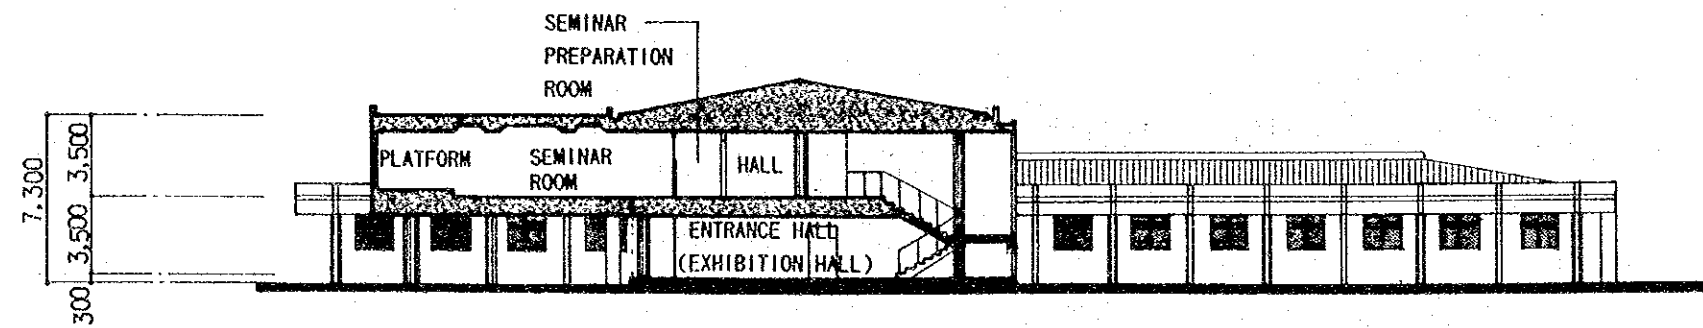 SEMINAR
PREPARATION
ROOM
PLATFORM
SEMINAR
ROOM
HALL
ENTRANCE HALL
(EXHIBITION HALL)
7,300
3,500
3,500
300